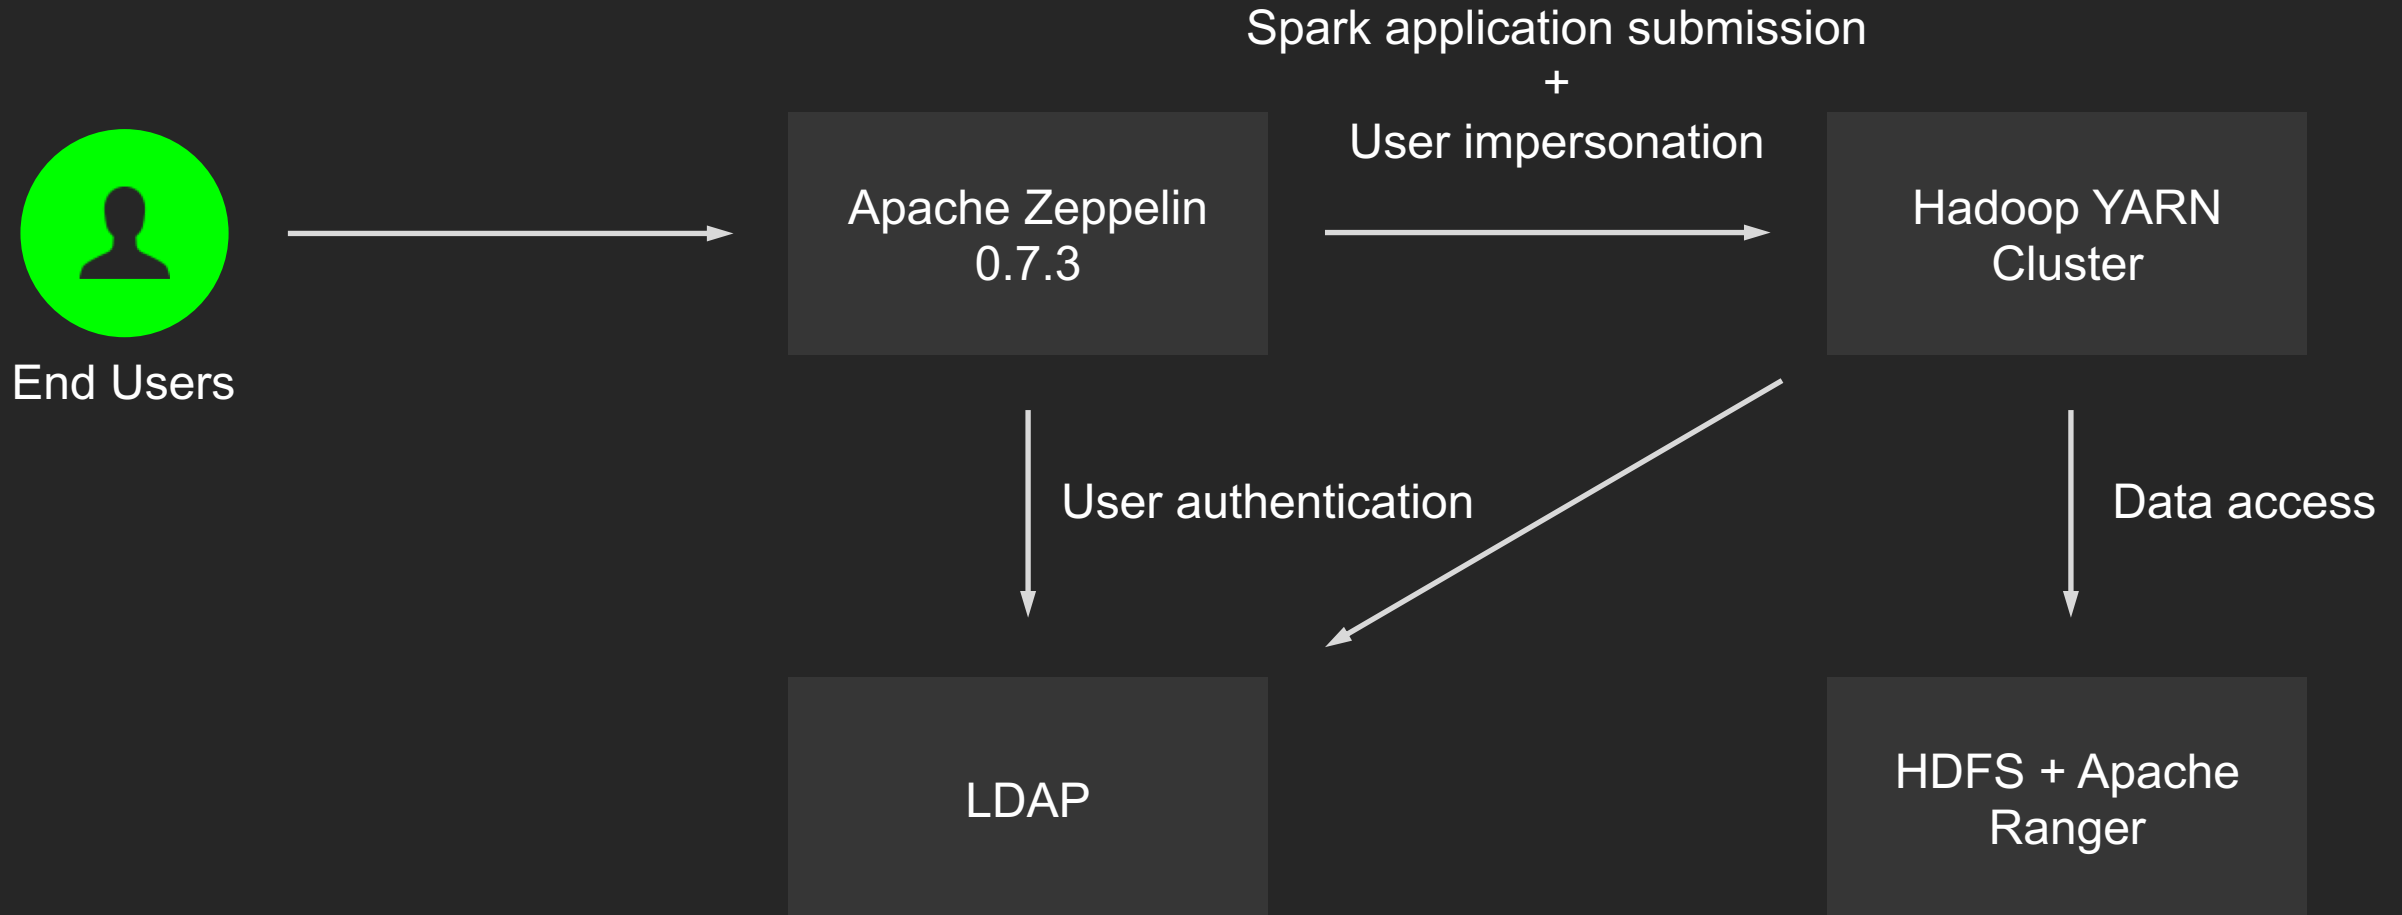 Spark application submission
+
User impersonation
Apache Zeppelin
0.7.3
Hadoop YARN
Cluster
End Users
User authentication
Data access
LDAP
HDFS + Apache
Ranger